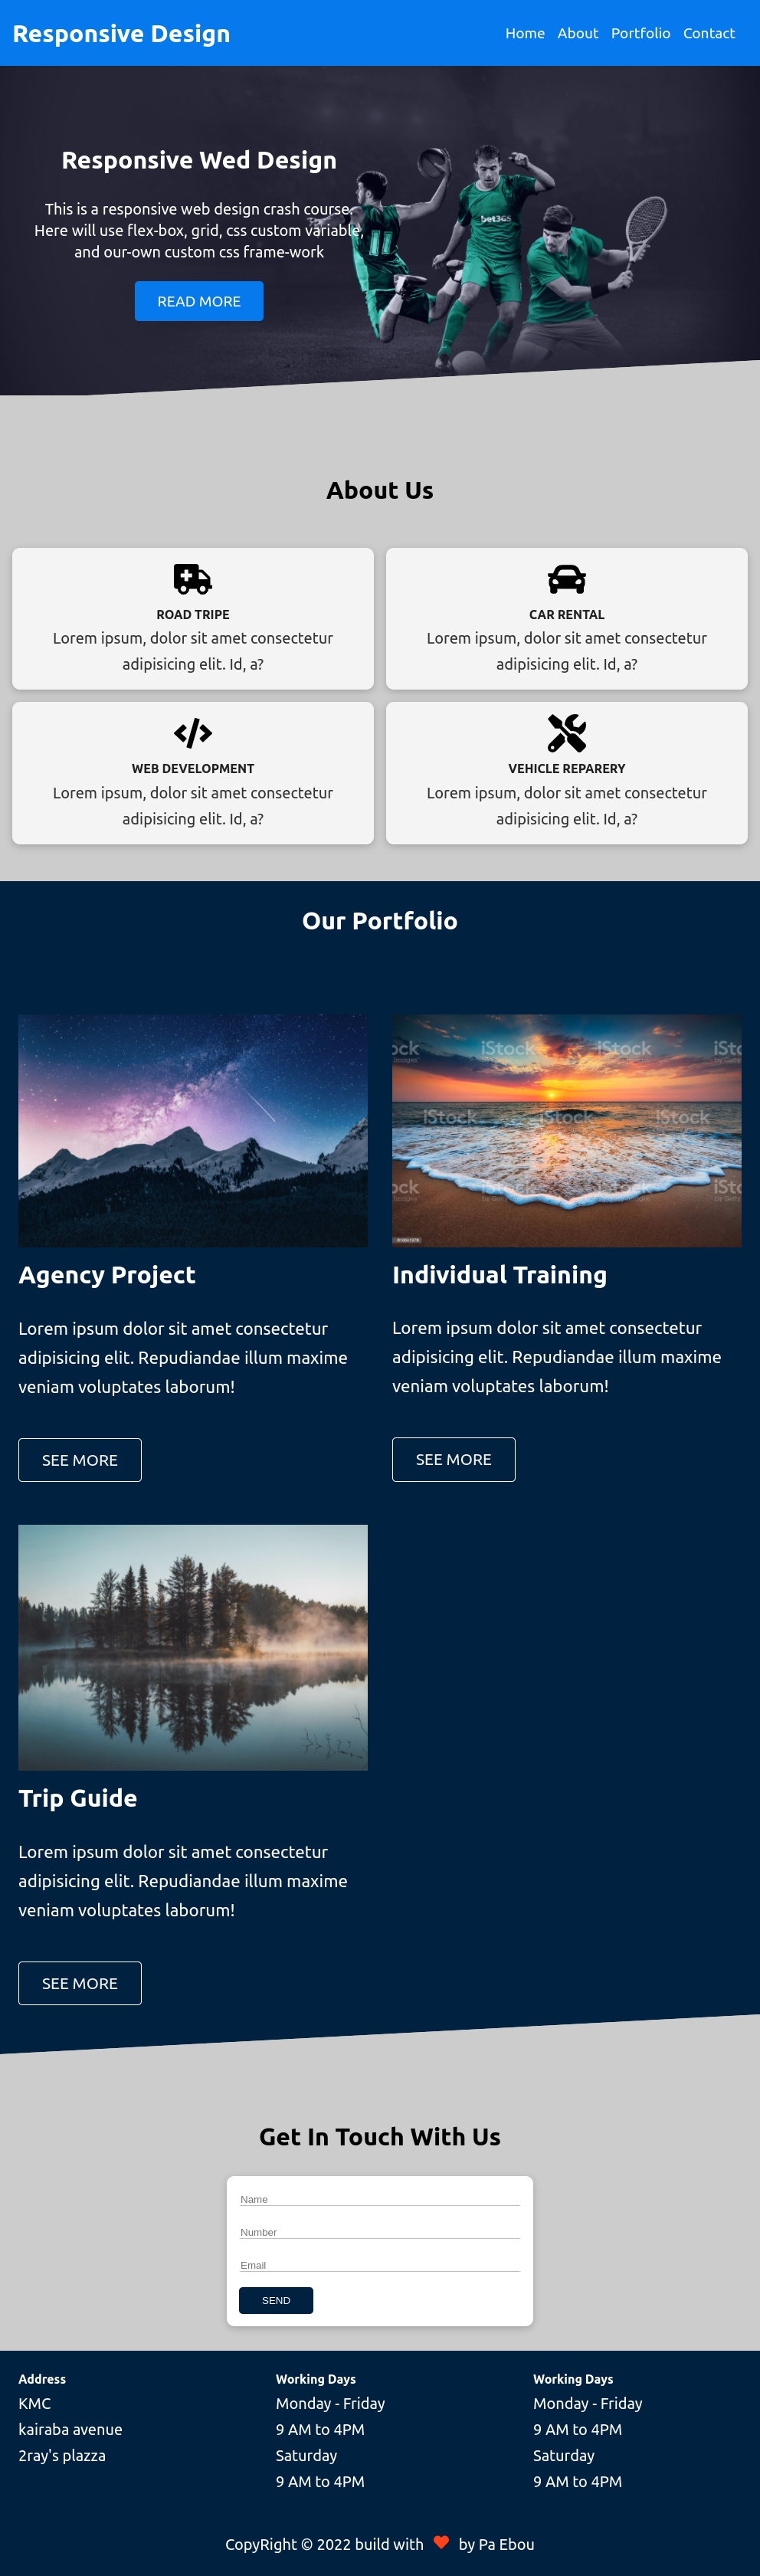 Responsive Design
Home About Portfolio Contact
Responsive Wed Design
This is a responsive web design crash course.
Here will use flex-box, grid, css custom variable,
and our-own custom css frame-work
bet365
11
READ MORE
About Us
ROAD TRIPE
Lorem ipsum, dolor sit amet consectetur
adipisicing elit. Id, a?
CAR RENTAL
Lorem ipsum, dolor sit amet consectetur
adipisicing elit. Id, a?
WEB DEVELOPMENT
Lorem ipsum, dolor sit amet consectetur
adipisicing elit. Id, a?
VEHICLE REPARERY
Lorem ipsum, dolor sit amet consectetur
adipisicing elit. Id, a?
Our Portfolio
iStock iStock
iStock iStock iStock
Agency Project
Lorem ipsum dolor sit amet consectetur
adipisicing elit. Repudiandae illum maxime
veniam voluptates laborum!
SEE MORE
Individual Training
Lorem ipsum dolor sit amet consectetur
adipisicing elit. Repudiandae illum maxime
veniam voluptates laborum!
SEE MORE
Trip Guide
Lorem ipsum dolor sit amet consectetur
adipisicing elit. Repudiandae illum maxime
veniam voluptates laborum!
SEE MORE
Get In Touch With Us
Name
Number
Email
SEND
Address
KMC
kairaba avenue
2ray's plazza
Working Days
Monday - Friday
9 AM to 4PM
Saturday
9 AM to 4PM
Working Days
Monday - Friday
9 AM to 4PM
Saturday
9 AM to 4PM
CopyRight © 2022 build with ❤ by Pa Ebou